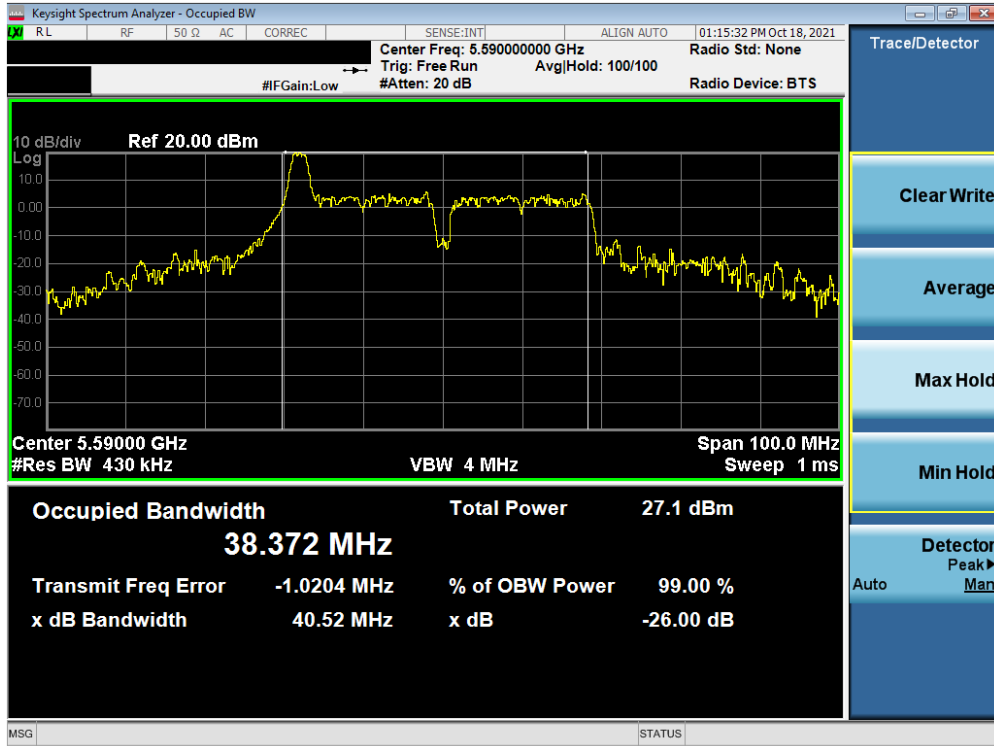 Keysight Spectrum Analyzer - Occupied BW
LXI RL RF 50 Ω AC CORREC SENSE:INT ALIGN AUTO 01:15:32 PM Oct 18, 2021
Center Freq: 5.590000000 GHz Radio Std: None
Trig: Free Run Avg|Hold: 100/100
#IFGain:Low #Atten: 20 dB Radio Device: BTS
10 dB/div Ref 20.00 dBm
Log
10.0
0.00
-10.0
-20.0
-30.0
-40.0
-50.0
-60.0
-70.0
Center 5.59000 GHz Span 100.0 MHz
#Res BW 430 kHz VBW 4 MHz Sweep 1 ms
Occupied Bandwidth Total Power 27.1 dBm
38.372 MHz
Transmit Freq Error -1.0204 MHz % of OBW Power 99.00 %
x dB Bandwidth 40.52 MHz x dB -26.00 dB
MSG STATUS
Trace/Detector
Clear Write
Average
Max Hold
Min Hold
Detector
Peak▶
Auto Man